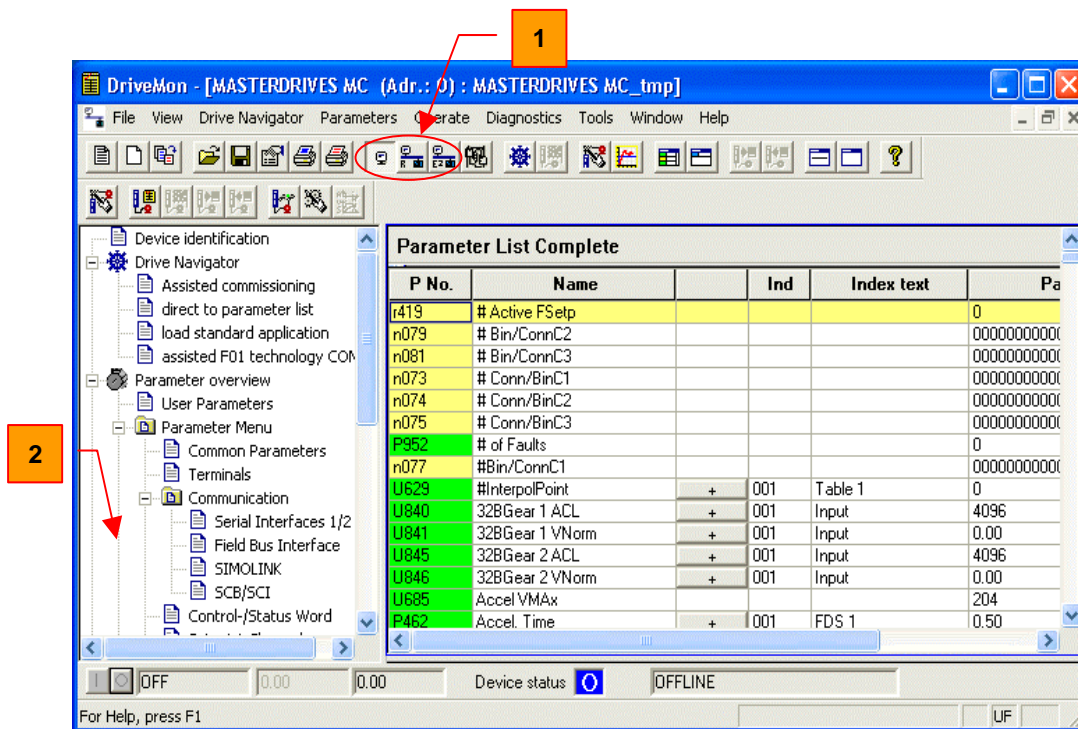 1
DriveMon - [MASTERDRIVES MC (Adr.: 0) : MASTERDRIVES MC_tmp]
File View Drive Navigator Parameters Operate Diagnostics Tools Window Help
Device identification
Drive Navigator
Assisted commissioning
direct to parameter list
load standard application
assisted F01 technology CON
Parameter overview
User Parameters
Parameter Menu
Common Parameters
Terminals
Communication
Serial Interfaces 1/2
Field Bus Interface
SIMOLINK
SCB/SCI
Control-/Status Word
2
Parameter List Complete
P No. Name Ind Index text Pa
r419 # Active FSetp 0
n079 # Bin/ConnC2 00000000000
n081 # Bin/ConnC3 00000000000
n073 # Conn/BinC1 00000000000
n074 # Conn/BinC2 00000000000
n075 # Conn/BinC3 00000000000
P952 # of Faults 0
n077 #Bin/ConnC1 00000000000
U629 #InterpolPoint + 001 Table 1 0
U840 32BGear 1 ACL + 001 Input 4096
U841 32BGear 1 VNorm + 001 Input 0.00
U845 32BGear 2 ACL + 001 Input 4096
U846 32BGear 2 VNorm + 001 Input 0.00
U685 Accel VMAx 204
P462 Accel. Time + 001 FDS 1 0.50
OFF 0.00 0.00 Device status OFFLINE
For Help, press F1 UF